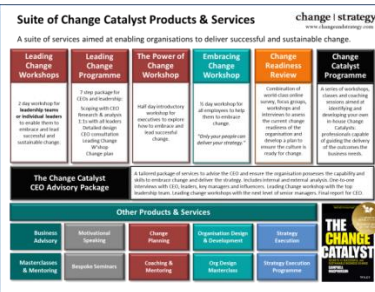 Suite of Change Catalyst Products & Services
change | strategy
www.changeandstrategy.com
A suite of services aimed at enabling organisations to deliver successful and sustainable change.
Leading
Change
Workshops
2 day workshop for
leadership teams
or individual leaders
to enable them to
embrace and lead
successful and
sustainable change.
Leading
Change
Programme
7 step package for
CEOs and leadership:
Scoping with CEO
Research & analysis
1:1s with all leaders
Detailed design
CEO consultation
Leading Change
W'shop
Change plan
The Power of
Change
Workshop
Half day introductory
workshop for
executives to explore
how to embrace and
lead successful
change.
Embracing
Change
Workshop
½ day workshop for
all employees to help
them to embrace
change.
"Only your people can
deliver your strategy."
Change
Readiness
Review
Combination of
world class online
survey, focus groups,
workshops and
interviews to assess
the current change
readiness of the
organisation and
develop a plan to
ensure the culture is
ready for change.
Change
Catalyst
Programme
A series of workshops,
classes and coaching
sessions aimed at
identifying and
developing your own
in house Change
Catalysts:
professionals capable
of guiding the delivery
of the outcomes the
business needs.
The Change Catalyst
CEO Advisory Package
A tailored package of services to advise the CEO and ensure the organisation possesses the capability and
skills to embrace change and deliver the strategy. Includes internal and external analysis. One-to-one
interviews with CEO, leaders, key managers and influencers. Leading Change workshop with the top
leadership team. Leading change workshops with the next level of senior managers. Final report for CEO.
Other Products & Services
Business
Advisory
Motivational
Speaking
Change
Planning
Organisation Design
& Development
Strategy
Execution
Masterclasses
& Mentoring
Bespoke Seminars
Coaching &
Mentoring
Org Design
Masterclass
Strategy Execution
Programme
THE
CHANGE
CATALYST
CAMPBELL
MACPHERSON